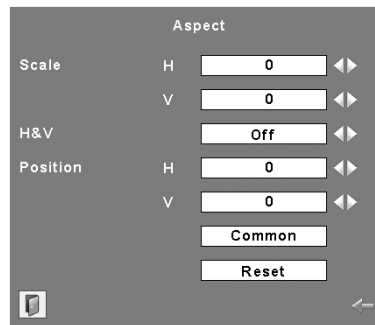 Aspect
Scale H 0
V 0
H&V Off
Position H 0
V 0
Common
Reset